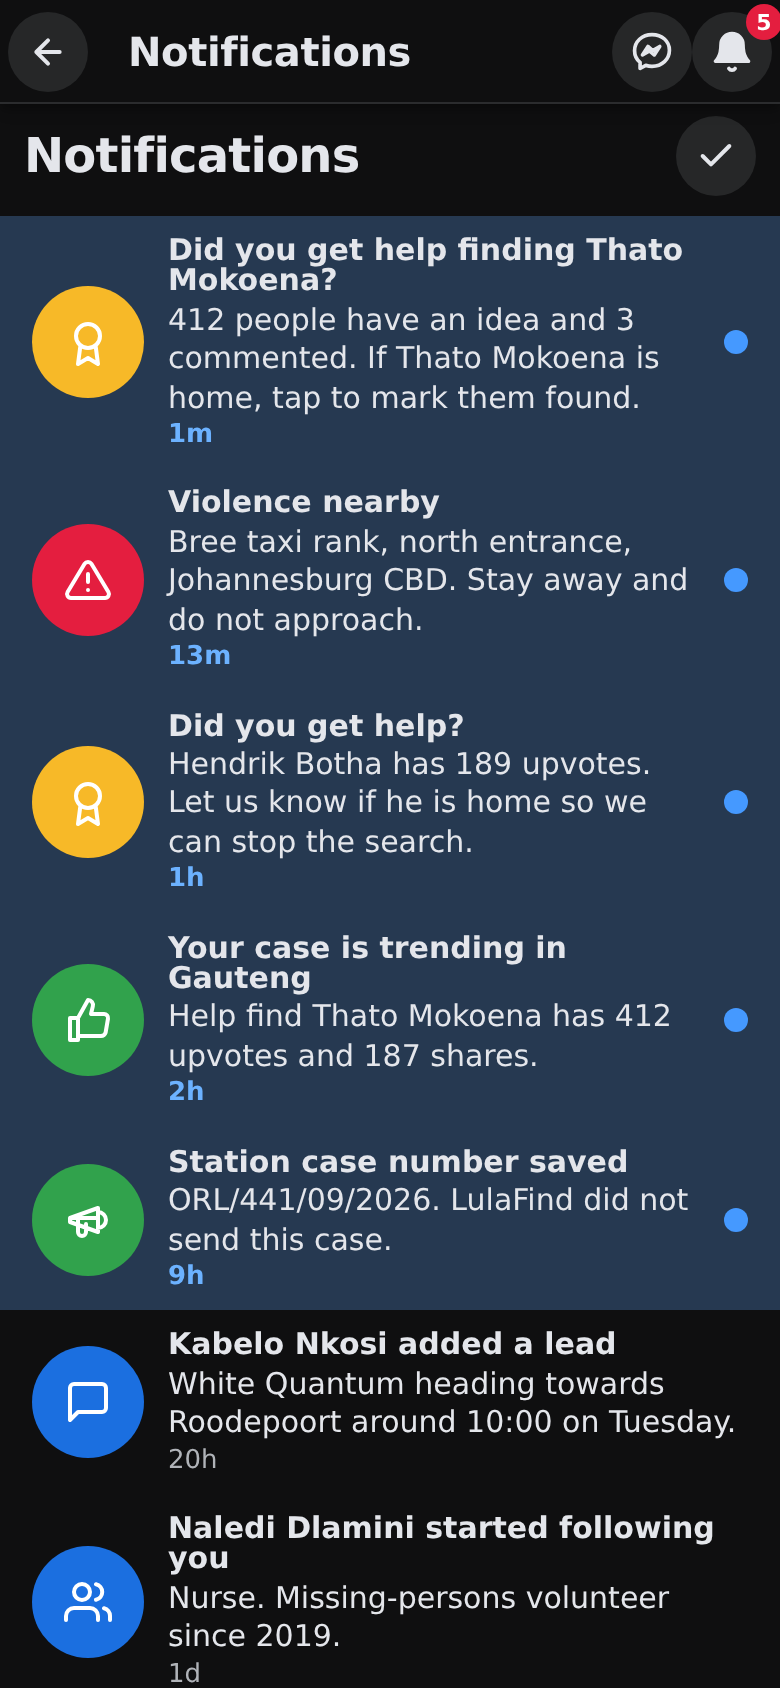 Notifications
5
Notifications
Did you get help finding Thato
Mokoena?
412 people have an idea and 3
commented. If Thato Mokoena is
home, tap to mark them found.
1m
Violence nearby
Bree taxi rank, north entrance,
Johannesburg CBD. Stay away and
do not approach.
13m
Did you get help?
Hendrik Botha has 189 upvotes.
Let us know if he is home so we
can stop the search.
1h
Your case is trending in
Gauteng
Help find Thato Mokoena has 412
upvotes and 187 shares.
2h
Station case number saved
ORL/441/09/2026. LulaFind did not
send this case.
9h
Kabelo Nkosi added a lead
White Quantum heading towards
Roodepoort around 10:00 on Tuesday.
20h
Naledi Dlamini started following
you
Nurse. Missing-persons volunteer
since 2019.
1d